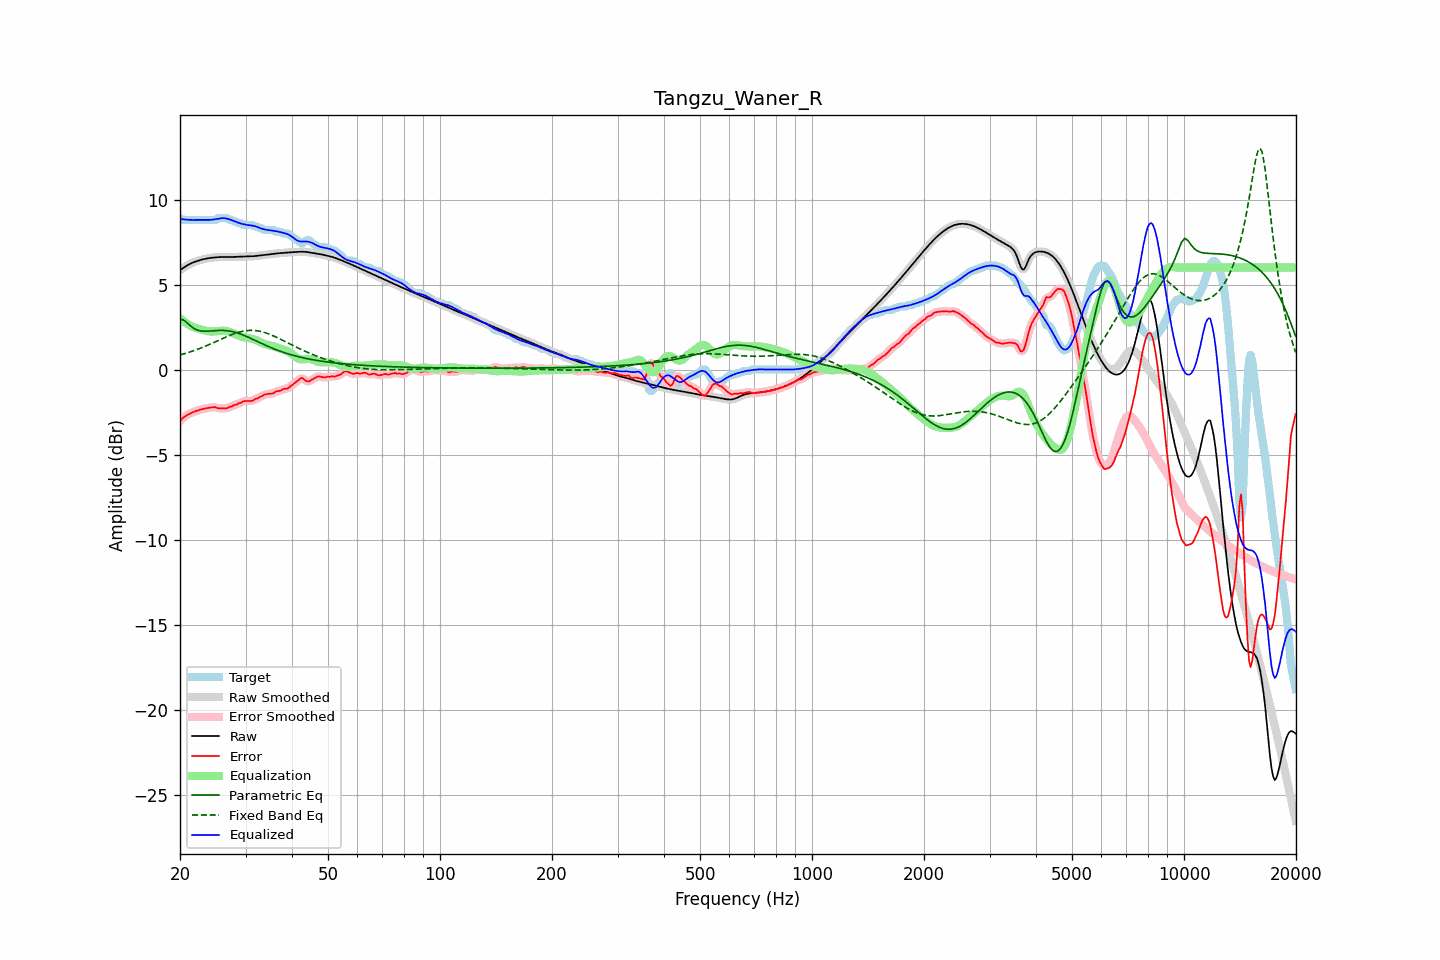 Tangzu_Waner_R
10
5
0
−5
−10
−15
−20
−25
Amplitude (dBr)
Target
Raw Smoothed
Error Smoothed
Raw
Error
Equalization
Parametric Eq
Fixed Band Eq
Equalized
20 50 100 200 500 1000 2000 5000 10000 20000
Frequency (Hz)